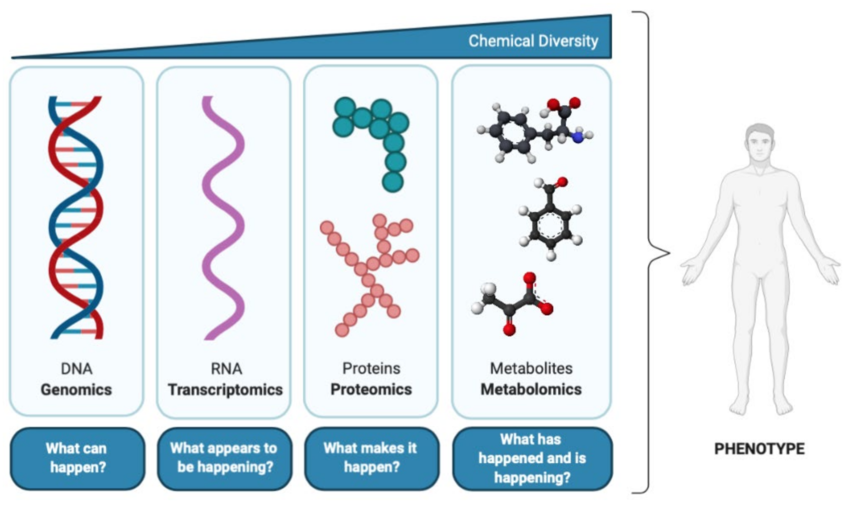 Chemical Diversity
DNA
Genomics
RNA
Transcriptomics
Proteins
Proteomics
Metabolites
Metabolomics
What can
happen?
What appears to
be happening?
What makes it
happen?
What has
happened and is
happening?
PHENOTYPE